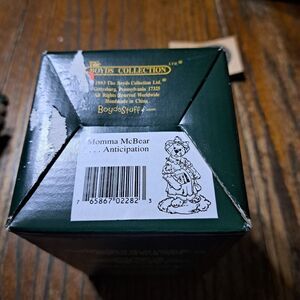 The
BOYDS COLLECTION LTD.
©1993 The Boyds Collection Ltd.
Gettysburg, Pennsylvania 17325
All Rights Reserved Worldwide
Handmade in China.
BoydsStuff.com
Momma McBear
. . . Anticipation
7 65867 02282 3